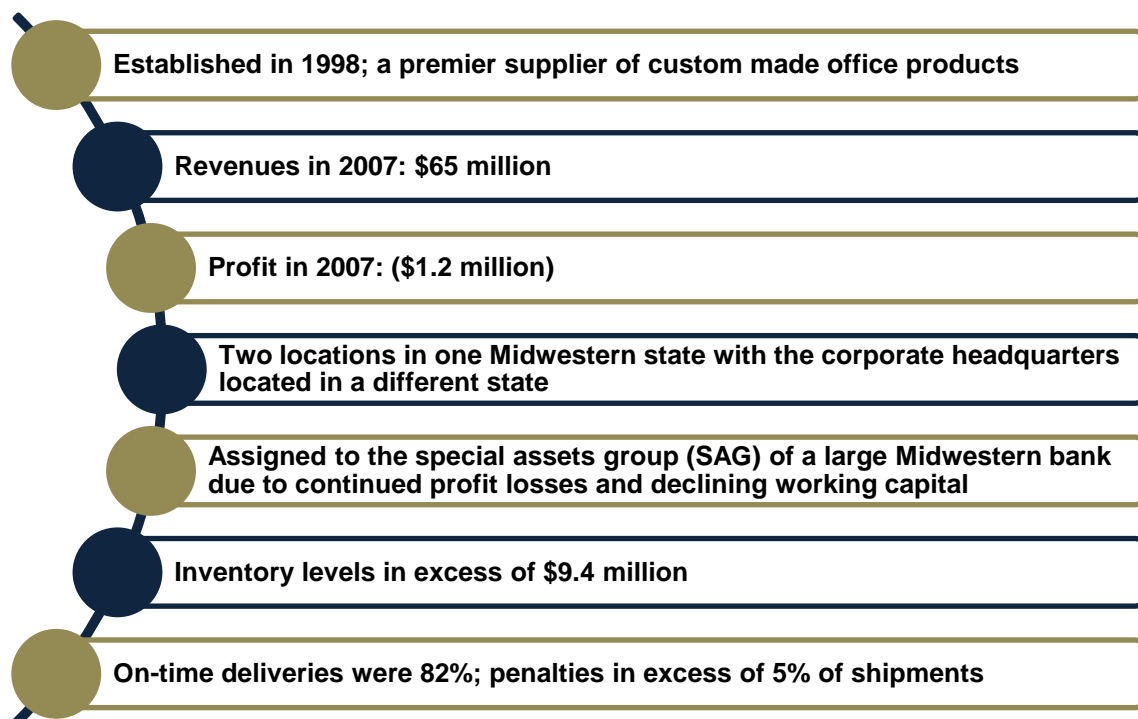 Established in 1998; a premier supplier of custom made office products
Revenues in 2007: $65 million
Profit in 2007: ($1.2 million)
Two locations in one Midwestern state with the corporate headquarters
located in a different state
Assigned to the special assets group (SAG) of a large Midwestern bank
due to continued profit losses and declining working capital
Inventory levels in excess of $9.4 million
On-time deliveries were 82%; penalties in excess of 5% of shipments